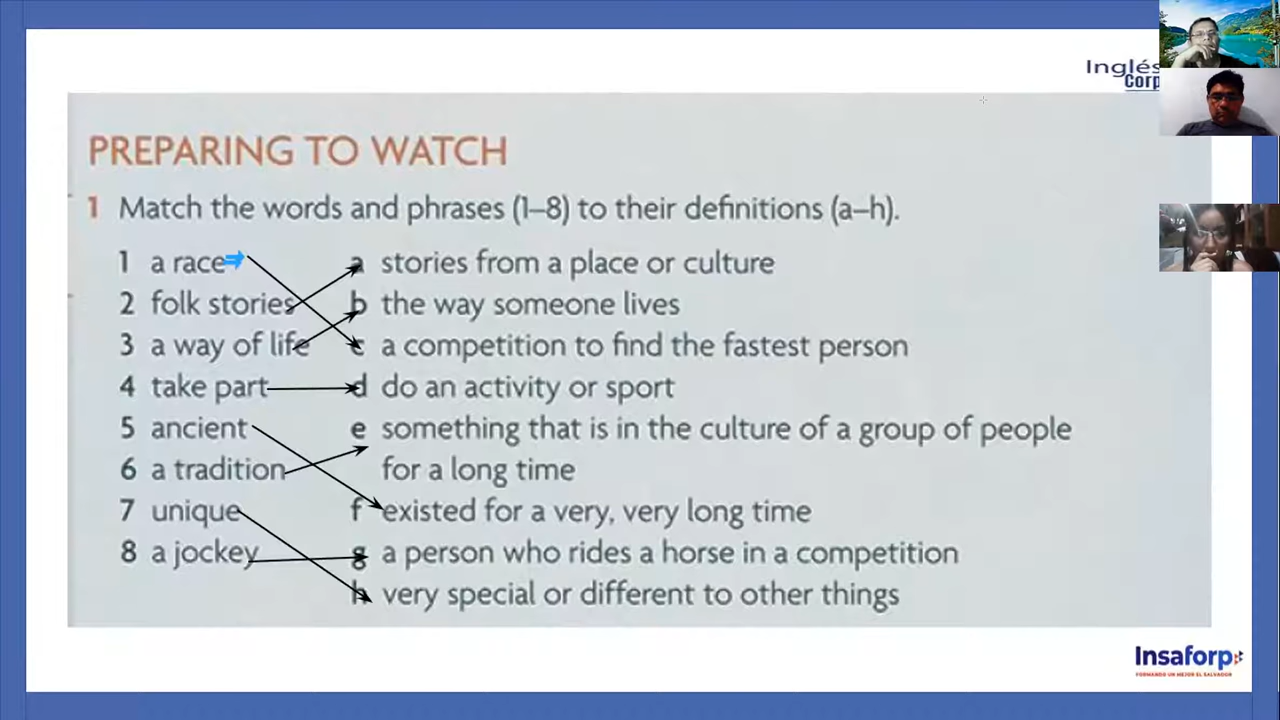 Inglés
Corp
PREPARING TO WATCH
1 Match the words and phrases (1–8) to their definitions (a–h).
1 a race a stories from a place or culture
2 folk stories b the way someone lives
3 a way of life c a competition to find the fastest person
4 take part d do an activity or sport
5 ancient e something that is in the culture of a group of people
6 a tradition for a long time
7 unique f existed for a very, very long time
8 a jockey g a person who rides a horse in a competition
h very special or different to other things
Insaforp
FORMANDO UN MEJOR EL SALVADOR